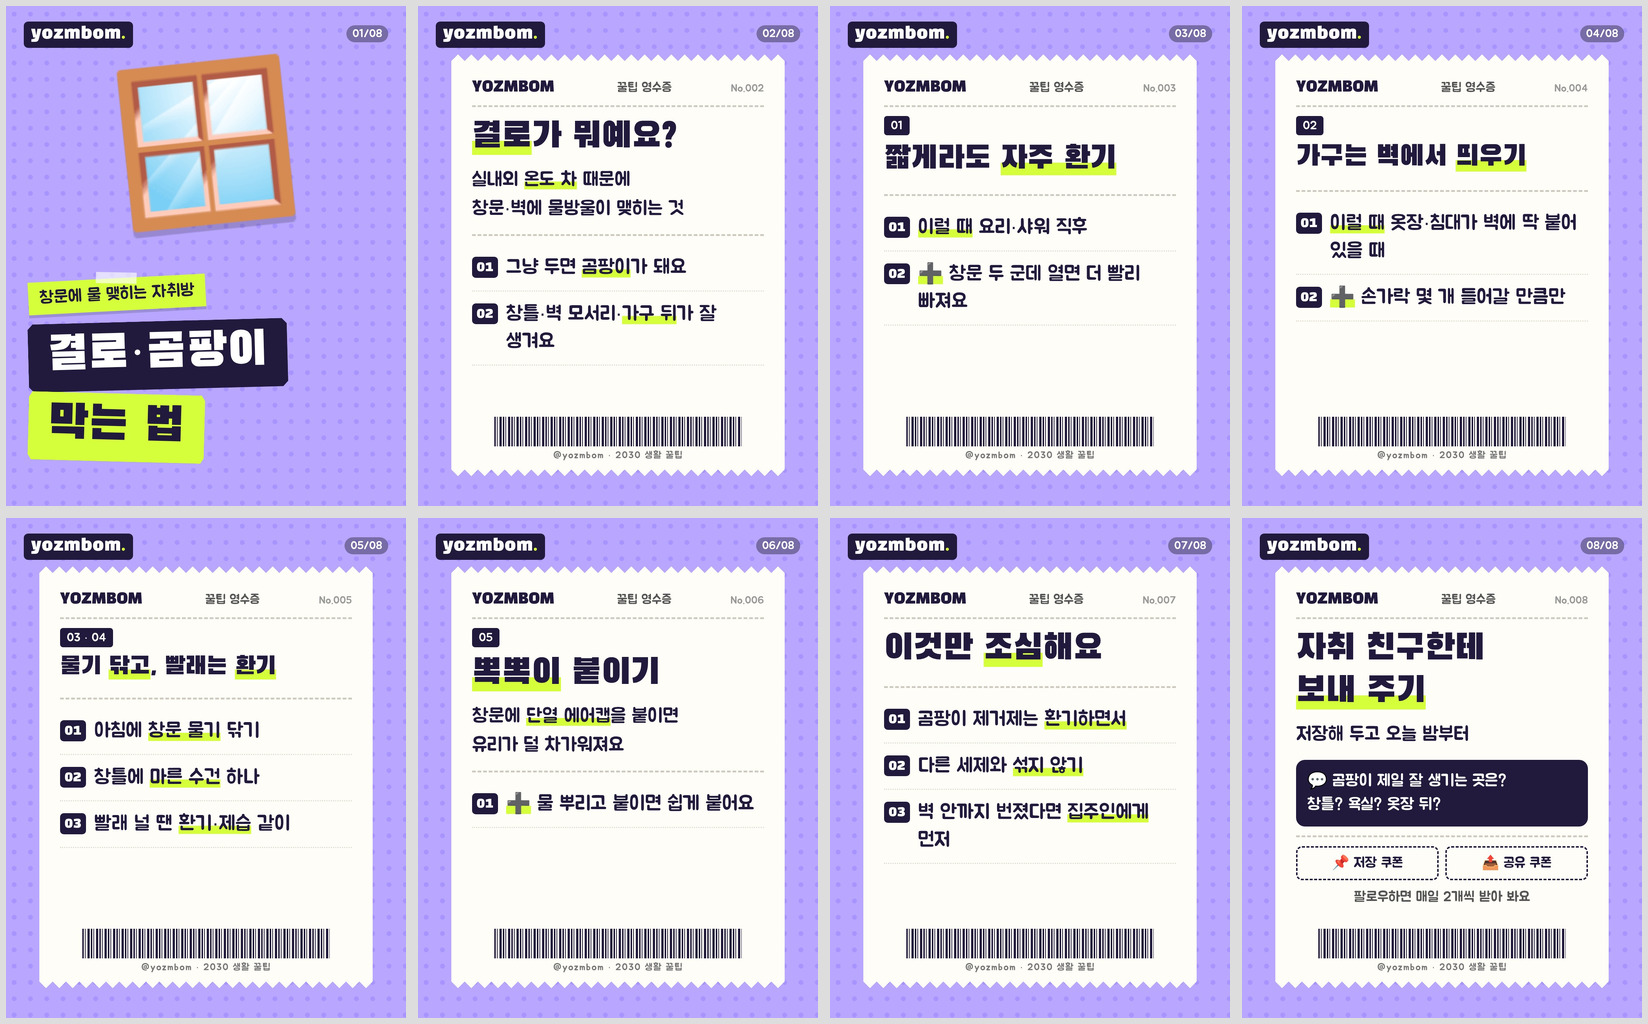 yozmbom.
01/08
창문에 물 맺히는 자취방
결로·곰팡이
막는 법
yozmbom.
02/08
YOZMBOM 꿀팁 영수증 No.002
결로가 뭐예요?
실내외 온도 차 때문에
창문·벽에 물방울이 맺히는 것
01 그냥 두면 곰팡이가 돼요
02 창틀·벽 모서리·가구 뒤가 잘
생겨요
@yozmbom · 2030 생활 꿀팁
yozmbom.
03/08
YOZMBOM 꿀팁 영수증 No.003
01
짧게라도 자주 환기
01 이럴 때 요리·샤워 직후
02 ➕ 창문 두 군데 열면 더 빨리
빠져요
@yozmbom · 2030 생활 꿀팁
yozmbom.
04/08
YOZMBOM 꿀팁 영수증 No.004
02
가구는 벽에서 띄우기
01 이럴 때 옷장·침대가 벽에 딱 붙어
있을 때
02 ➕ 손가락 몇 개 들어갈 만큼만
@yozmbom · 2030 생활 꿀팁
yozmbom.
05/08
YOZMBOM 꿀팁 영수증 No.005
03 · 04
물기 닦고, 빨래는 환기
01 아침에 창문 물기 닦기
02 창틀에 마른 수건 하나
03 빨래 널 땐 환기·제습 같이
@yozmbom · 2030 생활 꿀팁
yozmbom.
06/08
YOZMBOM 꿀팁 영수증 No.006
05
뽁뽁이 붙이기
창문에 단열 에어캡을 붙이면
유리가 덜 차가워져요
01 ➕ 물 뿌리고 붙이면 쉽게 붙어요
@yozmbom · 2030 생활 꿀팁
yozmbom.
07/08
YOZMBOM 꿀팁 영수증 No.007
이것만 조심해요
01 곰팡이 제거제는 환기하면서
02 다른 세제와 섞지 않기
03 벽 안까지 번졌다면 집주인에게
먼저
@yozmbom · 2030 생활 꿀팁
yozmbom.
08/08
YOZMBOM 꿀팁 영수증 No.008
자취 친구한테
보내 주기
저장해 두고 오늘 밤부터
💬 곰팡이 제일 잘 생기는 곳은?
창틀? 욕실? 옷장 뒤?
📌 저장 쿠폰
📤 공유 쿠폰
팔로우하면 매일 2개씩 받아 봐요
@yozmbom · 2030 생활 꿀팁